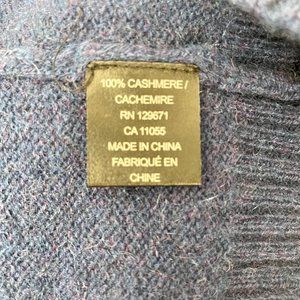 100% CASHMERE /
CACHEMIRE
RN 129671
CA 11055
MADE IN CHINA
FABRIQUÉ EN
CHINE